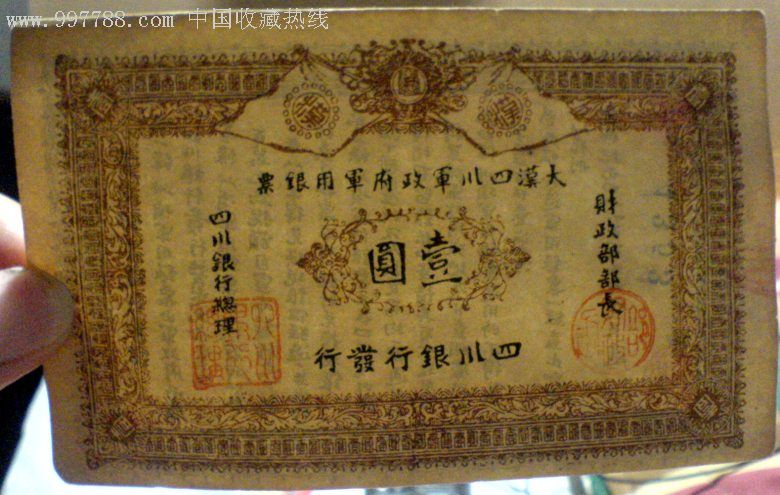 www.997788.com 中国收藏热线
大漢四川軍政府軍用銀票
財政部部長
壹圓
四川銀行總理
四川銀行發行